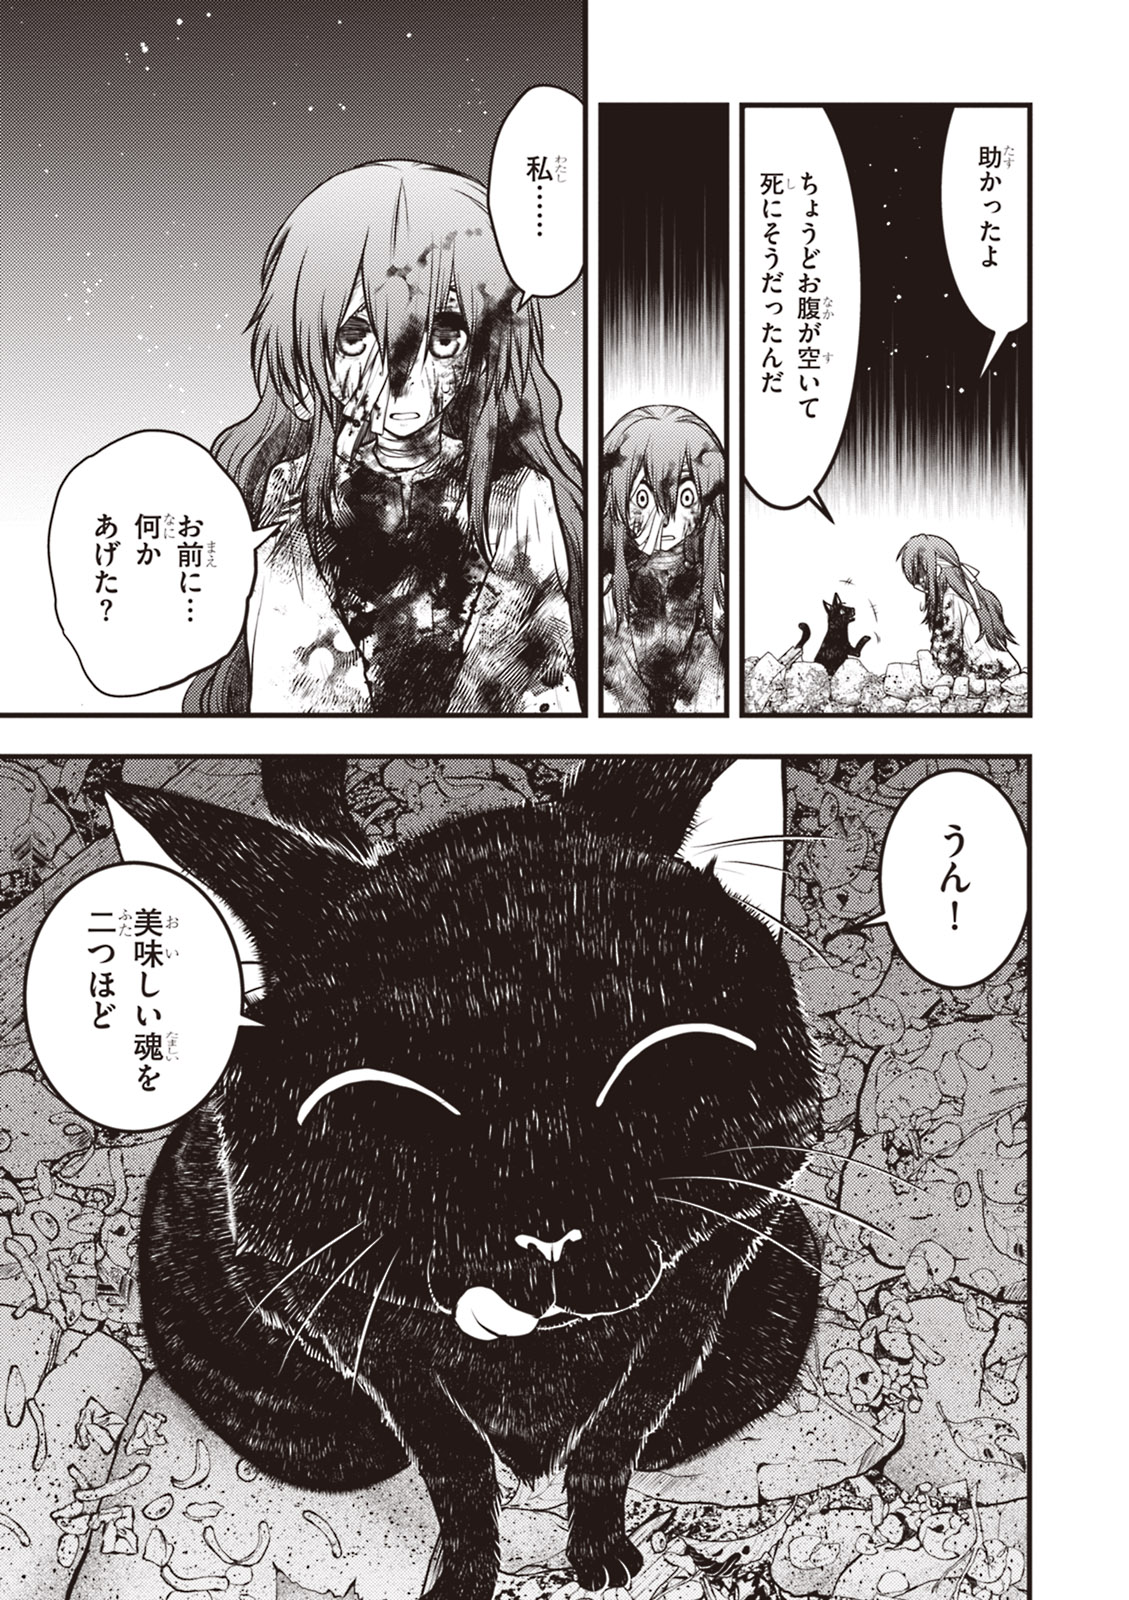 助かったよ
ちょうどお腹が空いて
死にそうだったんだ
私……
お前に…
何か
あげた？
うん！
美味しい魂を
二つほど